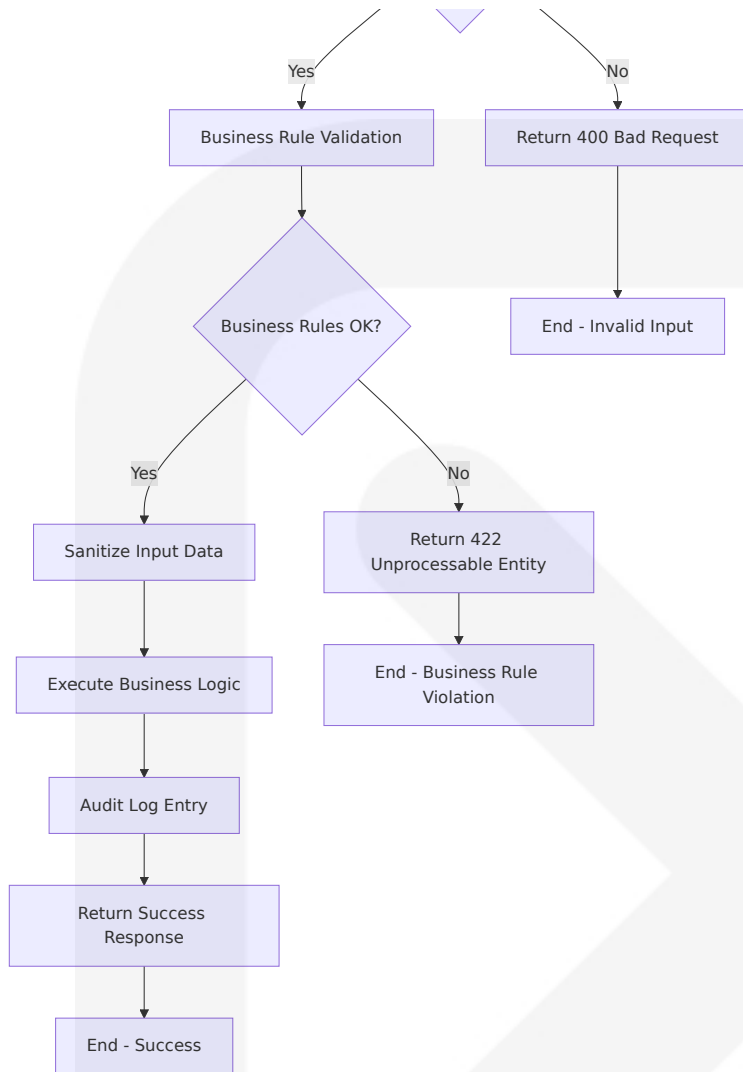 Yes
No
Business Rule Validation
Return 400 Bad Request
Business Rules OK?
End - Invalid Input
Yes
No
Sanitize Input Data
Return 422
Unprocessable Entity
Execute Business Logic
End - Business Rule
Violation
Audit Log Entry
Return Success
Response
End - Success